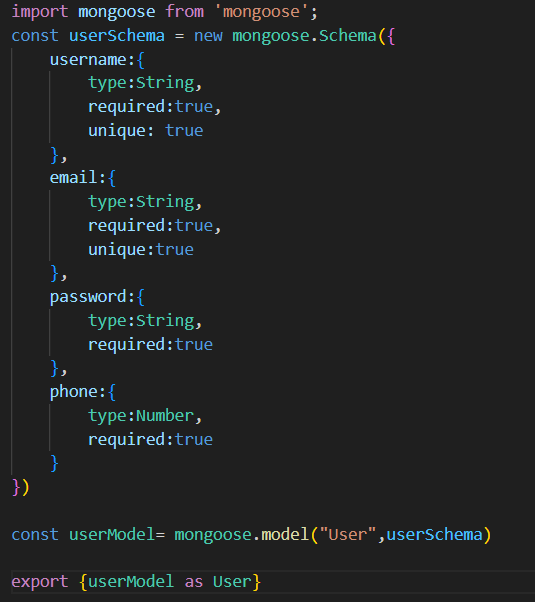 import mongoose from 'mongoose';
const userSchema = new mongoose.Schema({
    username:{
        type:String,
        required:true,
        unique: true
    },
    email:{
        type:String,
        required:true,
        unique:true
    },
    password:{
        type:String,
        required:true
    },
    phone:{
        type:Number,
        required:true
    }
})

const userModel= mongoose.model("User",userSchema)

export {userModel as User}